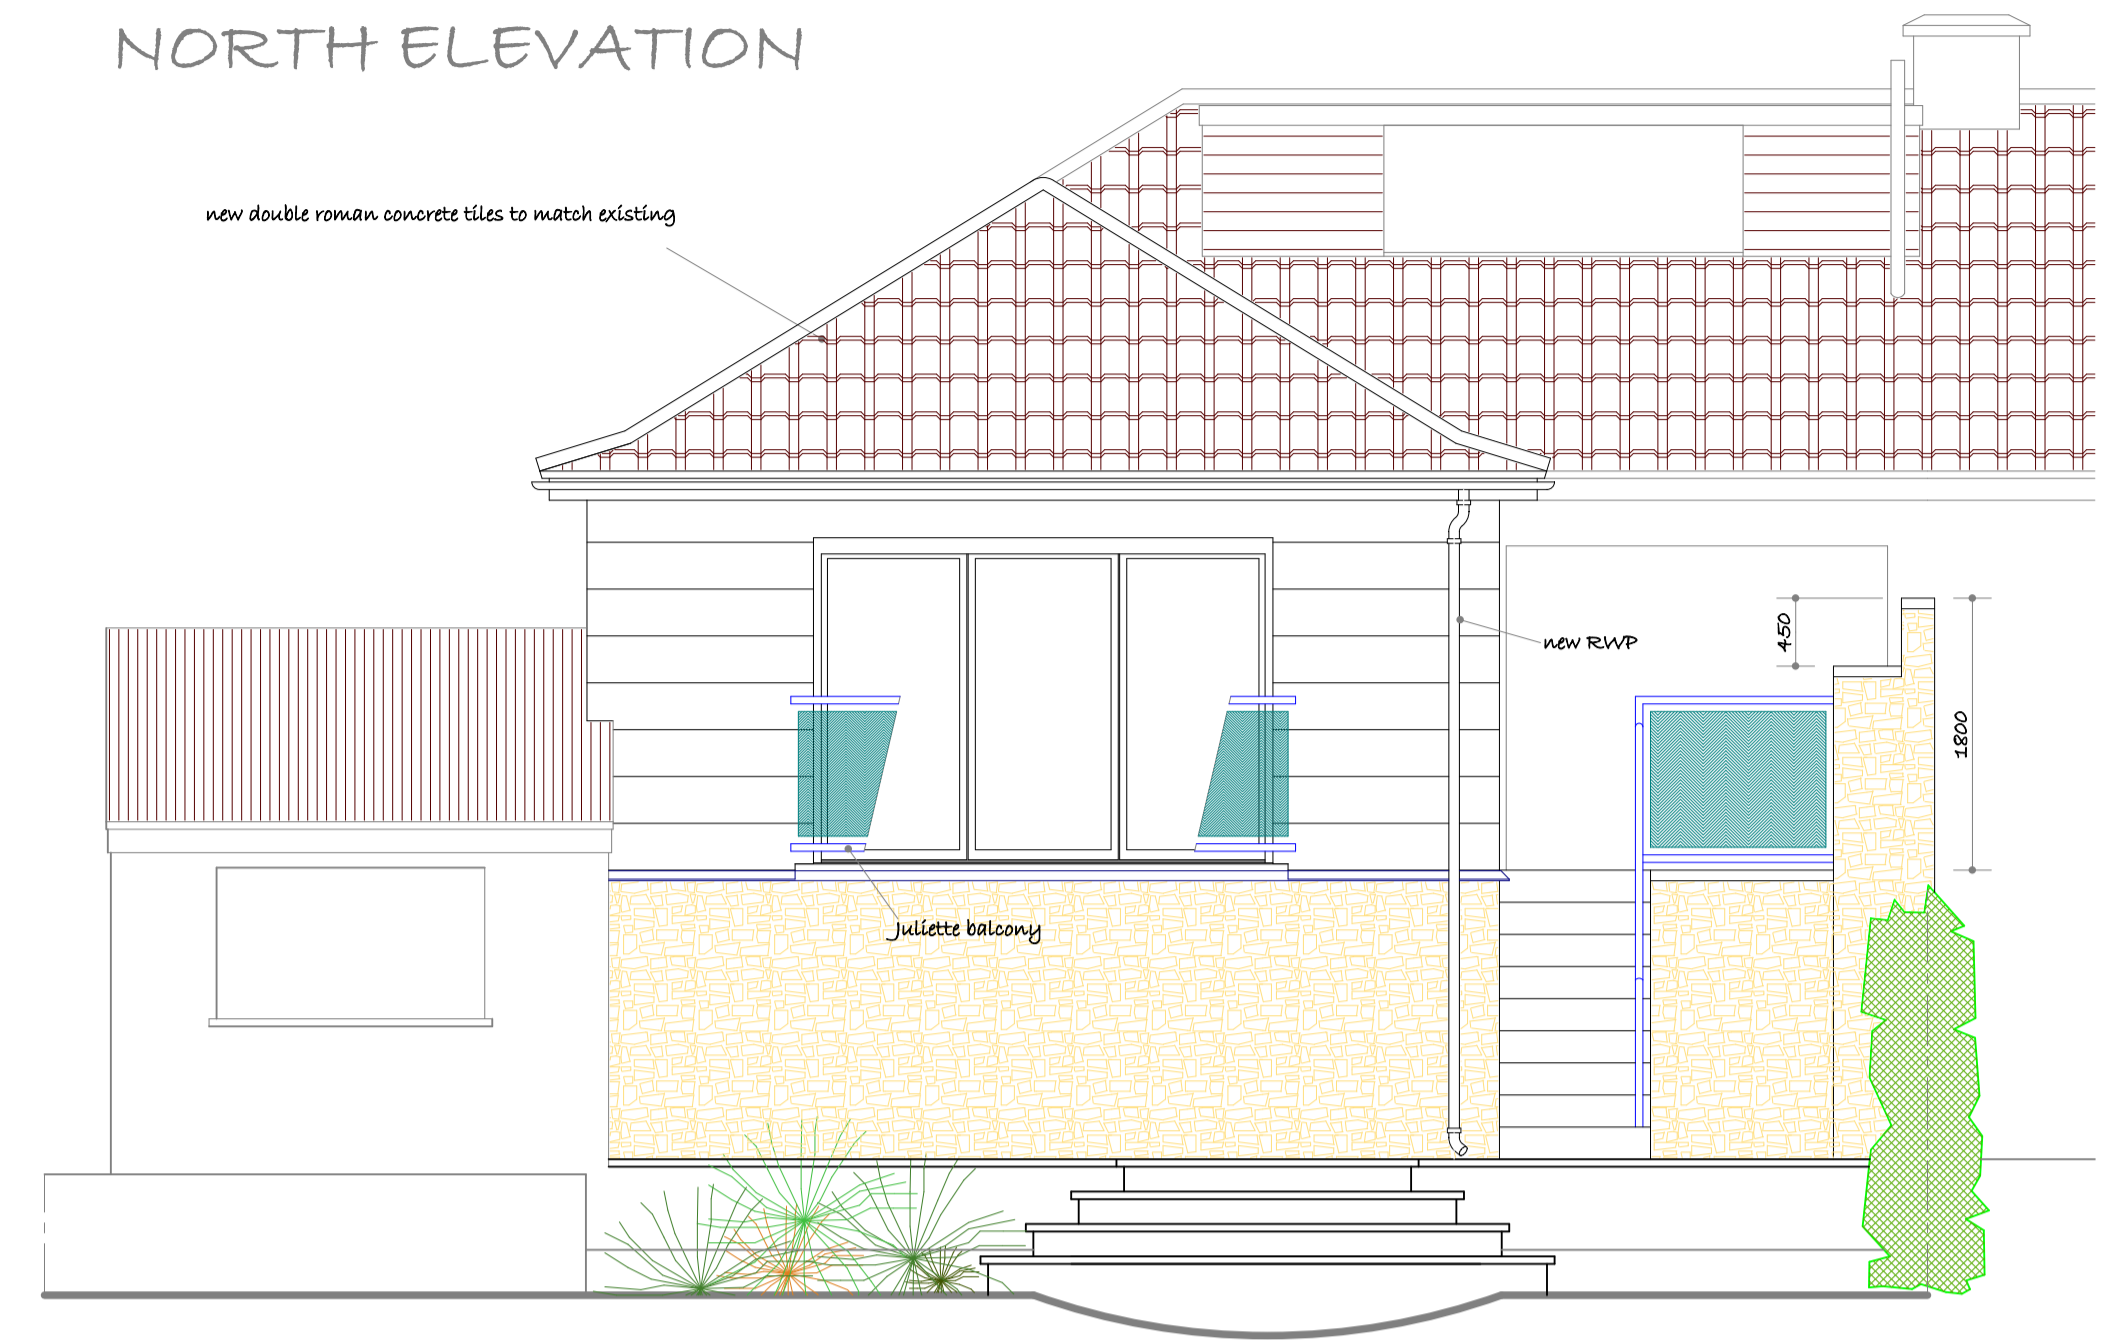 NORTH ELEVATION
new double roman concrete tiles to match existing
new RWP
450
1800
Juliette balcony